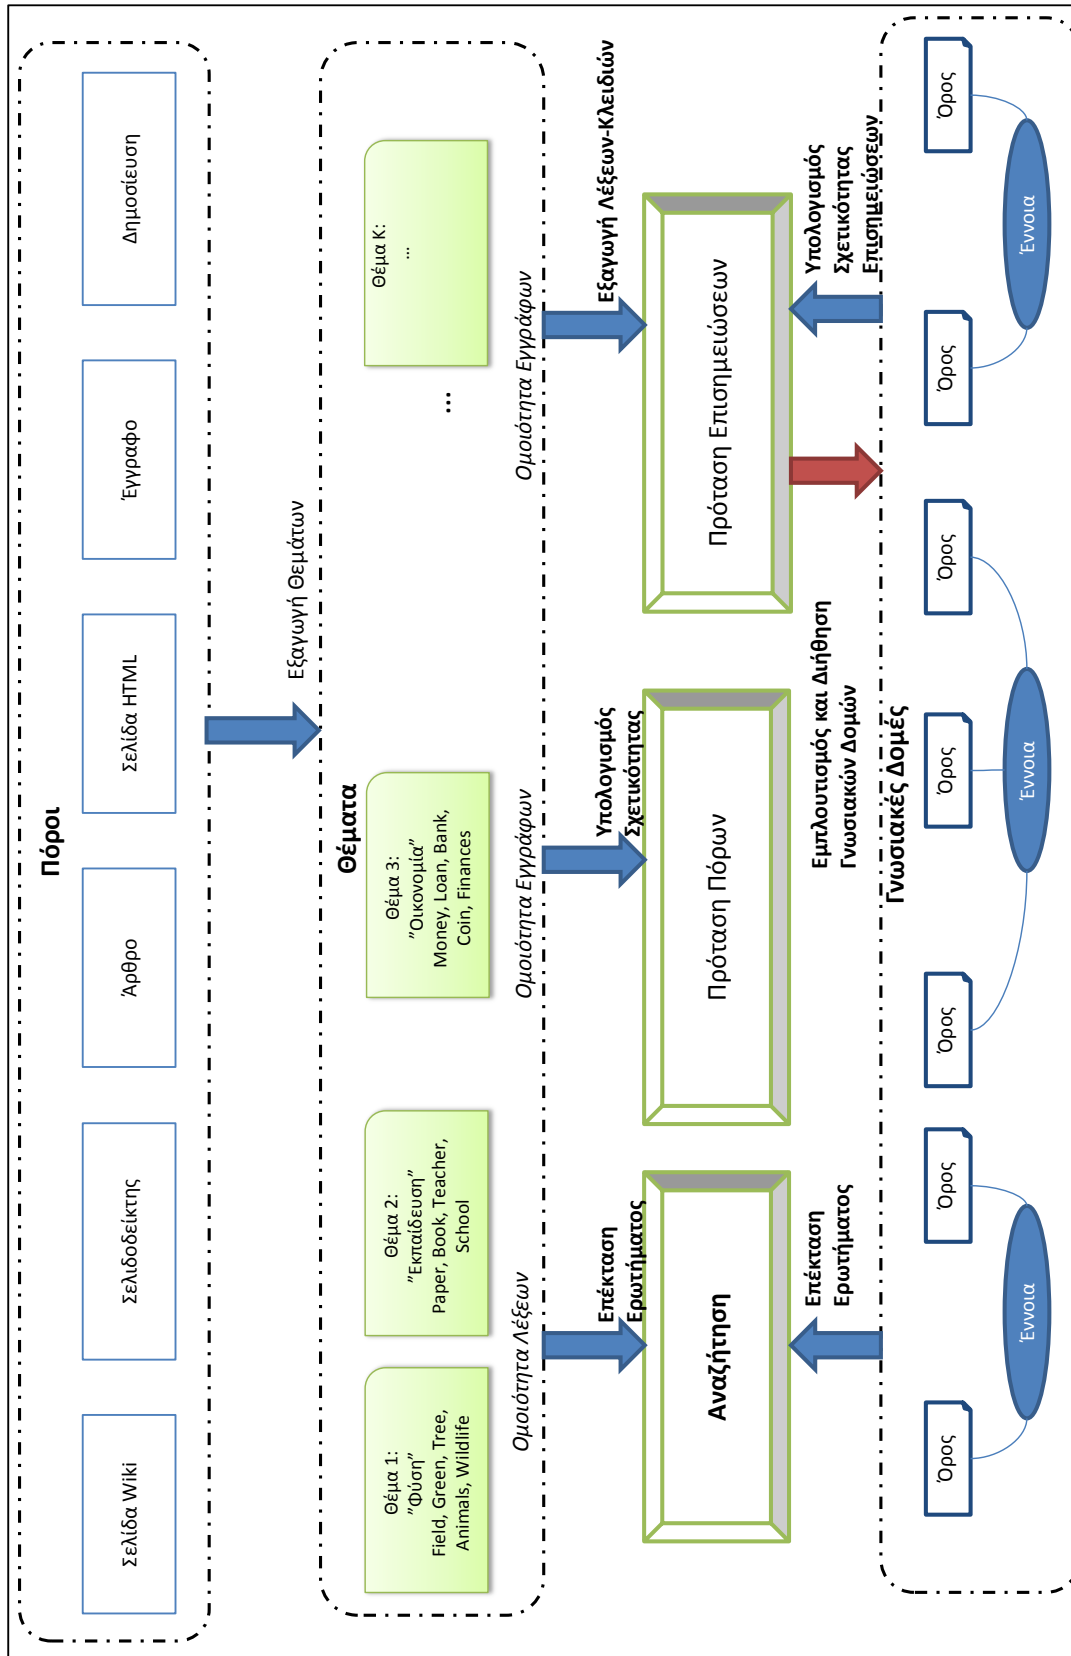 Πόροι
Σελίδα Wiki
Σελιδοδείκτης
Άρθρο
Σελίδα HTML
Έγγραφο
Δημοσίευση
Εξαγωγή Θεμάτων
Θέματα
Θέμα 1:
”Φύση”
Field, Green, Tree,
Animals, Wildlife
Θέμα 2:
”Εκπαίδευση”
Paper, Book, Teacher,
School
Θέμα 3:
”Οικονομία”
Money, Loan, Bank,
Coin, Finances
...
Θέμα Κ:
...
Ομοιότητα Λέξεων
Ομοιότητα Εγγράφων
Ομοιότητα Εγγράφων
Επέκταση
Ερωτήματος
Υπολογισμός
Σχετικότητας
Εξαγωγή Λέξεων-Κλειδιών
Αναζήτηση
Πρόταση Πόρων
Πρόταση Επισημειώσεων
Επέκταση
Ερωτήματος
Εμπλουτισμός και Διήθηση
Γνωσιακών Δομών
Υπολογισμός
Σχετικότητας
Επισημειώσεων
Γνωσιακές Δομές
Όρος
Όρος
Όρος
Όρος
Όρος
Όρος
Όρος
Έννοια
Έννοια
Έννοια